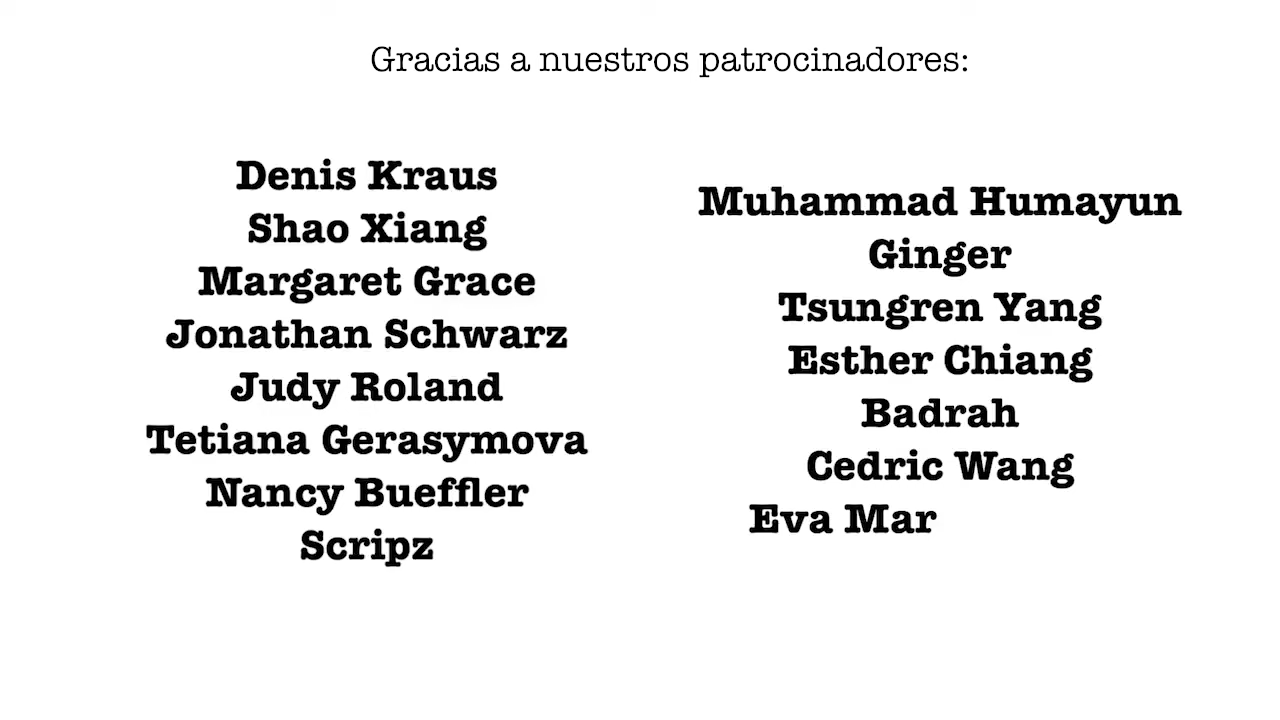 Gracias a nuestros patrocinadores:
Denis Kraus
Shao Xiang
Margaret Grace
Jonathan Schwarz
Judy Roland
Tetiana Gerasymova
Nancy Bueffler
Scripz
Muhammad Humayun
Ginger
Tsungren Yang
Esther Chiang
Badrah
Cedric Wang
Eva Mar